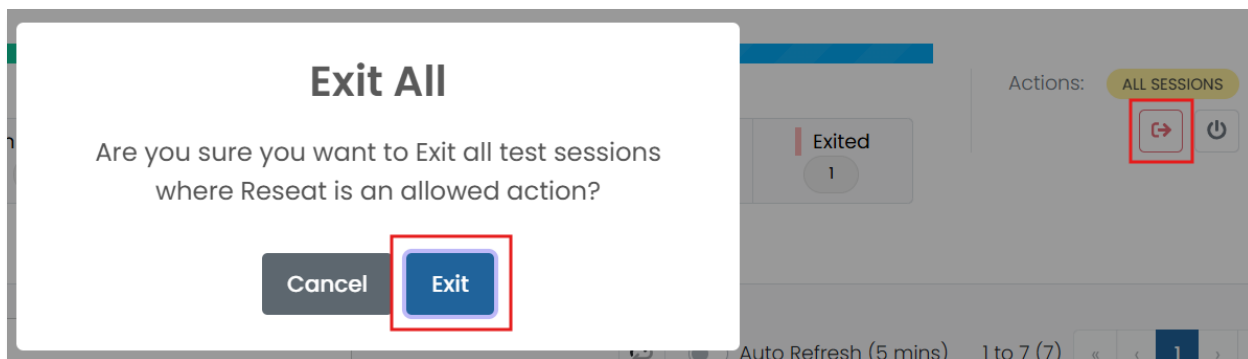 Exit All
Are you sure you want to Exit all test sessions
where Reseat is an allowed action?
Cancel
Exit
Actions:
ALL SESSIONS
Exited
1
Auto Refresh (5 mins)
1 to 7 (7)
«
‹
1
›